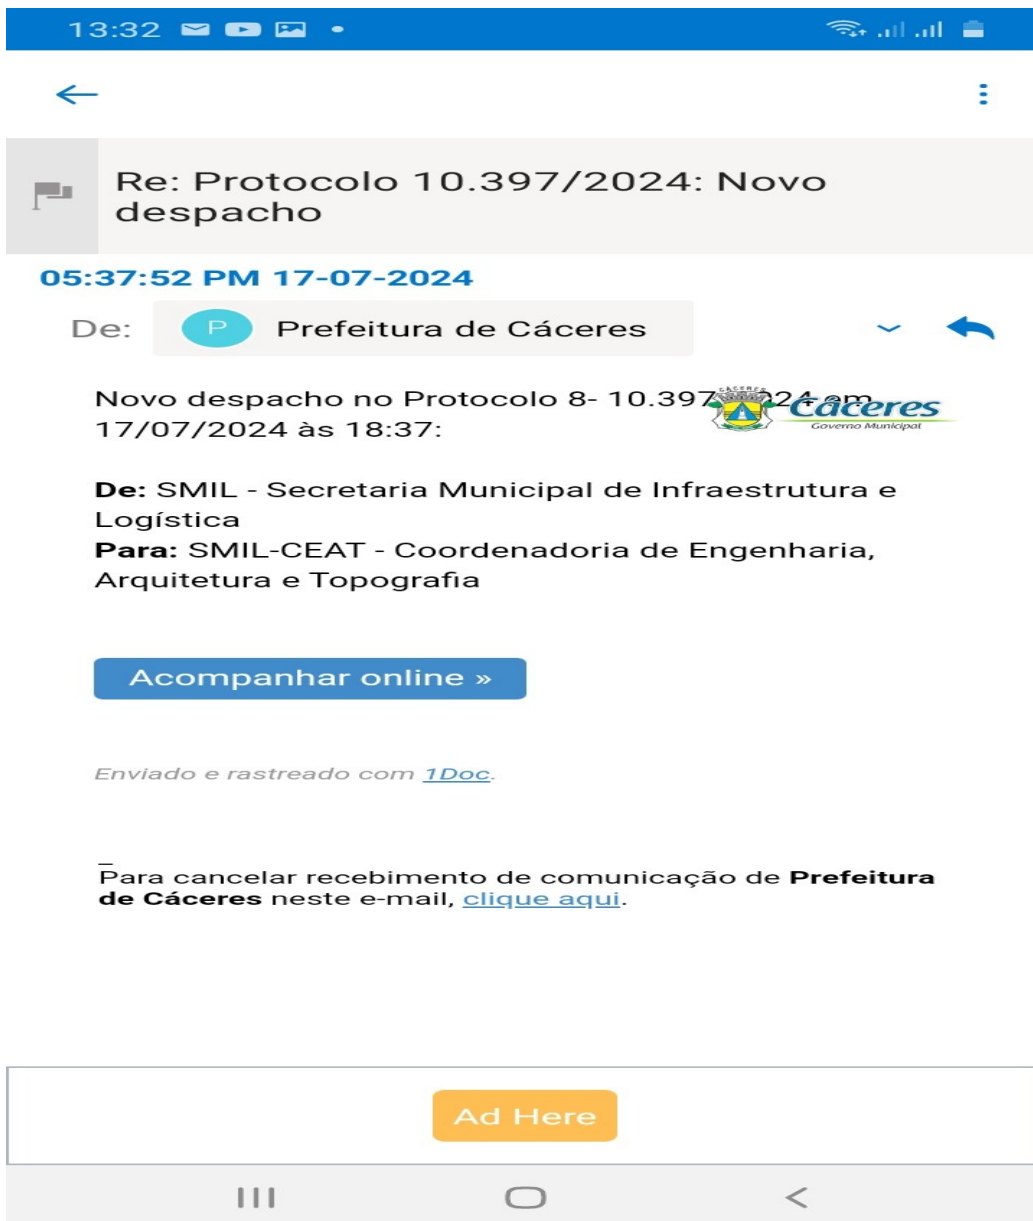 13:32
Re: Protocolo 10.397/2024: Novo
despacho
05:37:52 PM 17-07-2024
De: P Prefeitura de Cáceres
Novo despacho no Protocolo 8- 10.397 2024 em
17/07/2024 às 18:37:
CÁCERES
Cáceres
Governo Municipal
De: SMIL - Secretaria Municipal de Infraestrutura e
Logística
Para: SMIL-CEAT - Coordenadoria de Engenharia,
Arquitetura e Topografia
Acompanhar online »
Enviado e rastreado com 1Doc.
_
Para cancelar recebimento de comunicação de Prefeitura
de Cáceres neste e-mail, clique aqui.
Ad Here